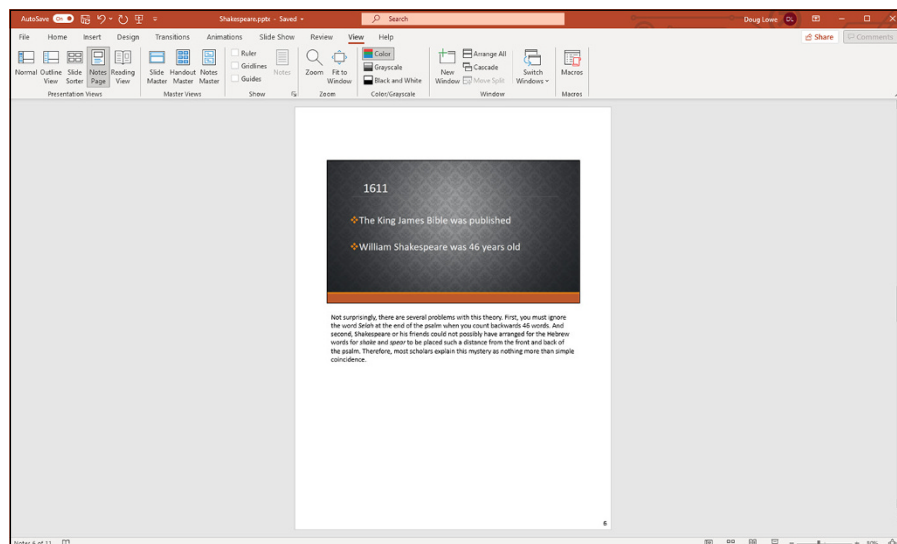 AutoSave On Shakespeare.pptx - Saved Search Doug Lowe DL
File Home Insert Design Transitions Animations Slide Show Review View Help Share Comments
Normal Outline View Slide Sorter Notes Page Reading View
Presentation Views
Slide Master Handout Master Notes Master
Master Views
Ruler
Gridlines
Guides
Notes
Show
Zoom Fit to Window
Zoom
Color
Grayscale
Black and White
Color/Grayscale
New Window
Arrange All
Cascade
Move Split
Switch Windows
Window
Macros
Macros
1611
The King James Bible was published
William Shakespeare was 46 years old
Not surprisingly, there are several problems with this theory. First, you must ignore
the word Selah at the end of the psalm when you count backwards 46 words. And
second, Shakespeare or his friends could not possibly have arranged for the Hebrew
words for shake and spear to be placed such a distance from the front and back of
the psalm. Therefore, most scholars explain this mystery as nothing more than simple
coincidence.
6
Notes 6 of 11